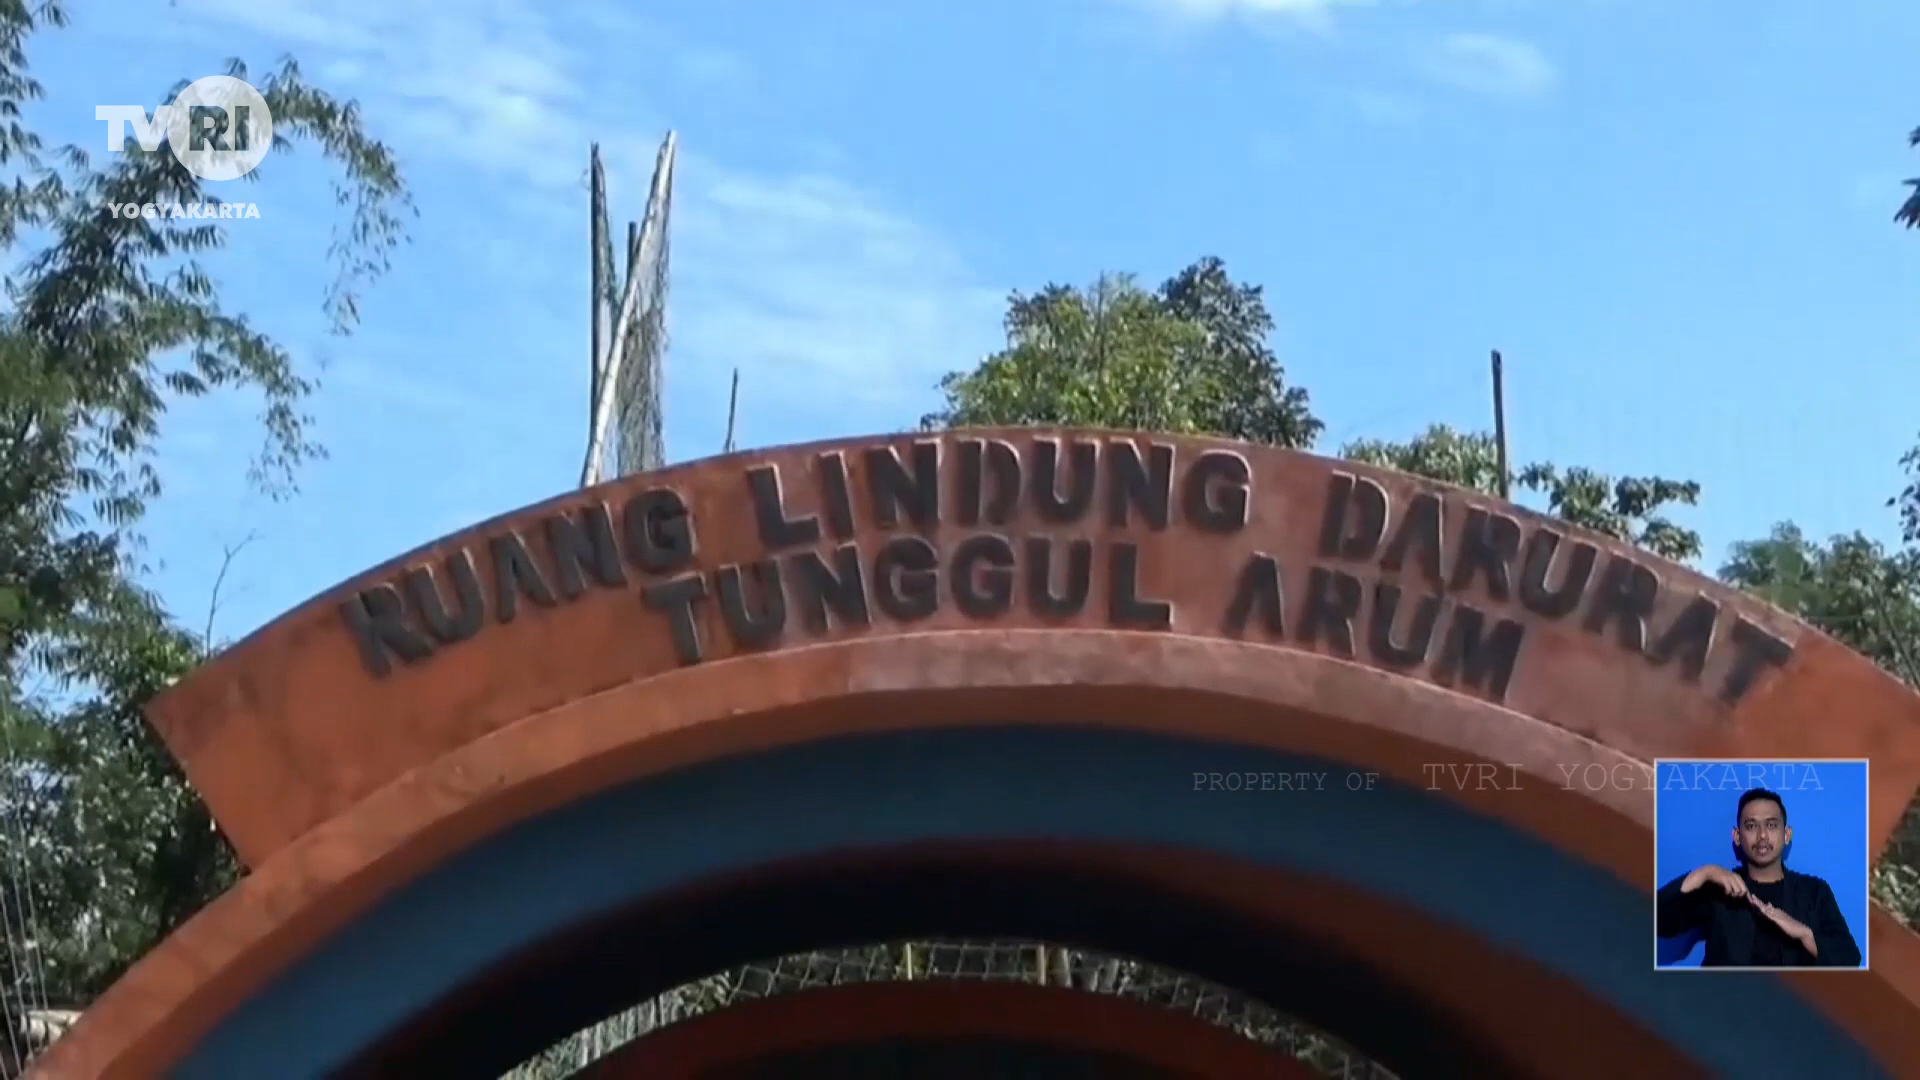 TVRI
YOGYAKARTA
RUANG LINDUNG DARURAT
TUNGGUL ARUM
PROPERTY OF TVRI YOGYAKARTA